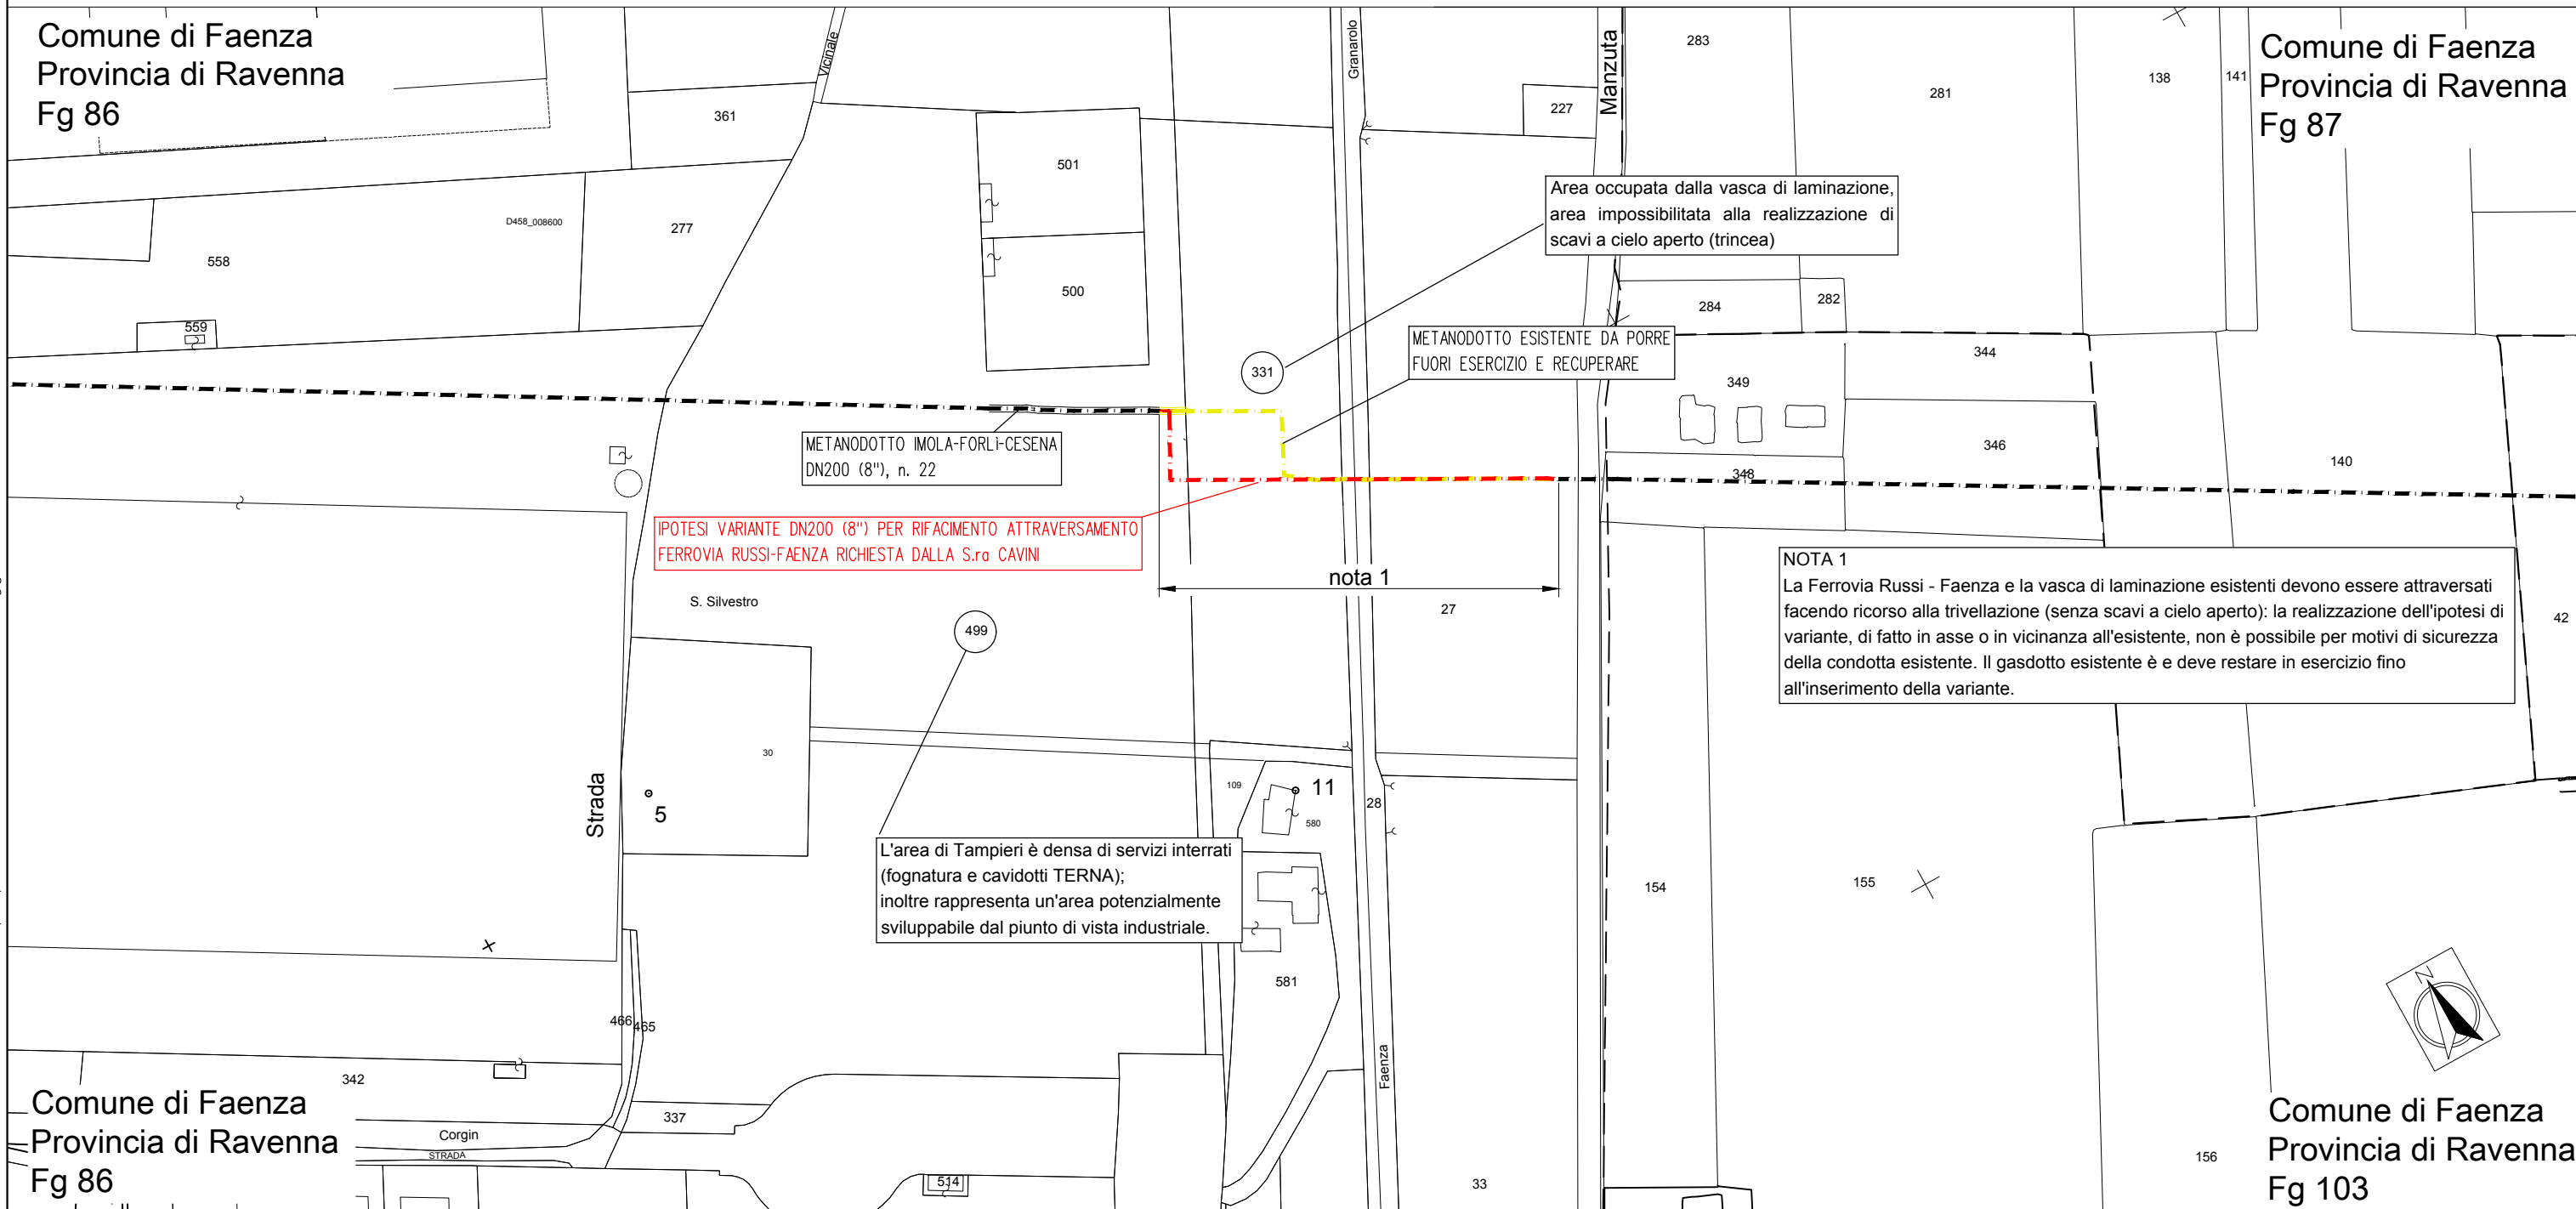 Comune di Faenza
Provincia di Ravenna
Fg 86
Vicinale
Granarolo
Manzuta
283
281
138
141
Comune di Faenza
Provincia di Ravenna
Fg 87
361
501
227
Area occupata dalla vasca di laminazione,
area impossibilitata alla realizzazione di
scavi a cielo aperto (trincea)
D458_008600
277
558
500
559
284
282
331
METANODOTTO ESISTENTE DA PORRE
FUORI ESERCIZIO E RECUPERARE
344
349
METANODOTTO IMOLA-FORLì-CESENA
DN200 (8"), n. 22
346
348
140
IPOTESI VARIANTE DN200 (8") PER RIFACIMENTO ATTRAVERSAMENTO
FERROVIA RUSSI-FAENZA RICHIESTA DALLA S.ra CAVINI
nota 1
NOTA 1
La Ferrovia Russi - Faenza e la vasca di laminazione esistenti devono essere attraversati
facendo ricorso alla trivellazione (senza scavi a cielo aperto): la realizzazione dell'ipotesi di
variante, di fatto in asse o in vicinanza all'esistente, non è possibile per motivi di sicurezza
della condotta esistente. Il gasdotto esistente è e deve restare in esercizio fino
all'inserimento della variante.
S. Silvestro
499
27
42
30
5
Strada
109
11
580
28
L'area di Tampieri è densa di servizi interrati
(fognatura e cavidotti TERNA);
inoltre rappresenta un'area potenzialmente
sviluppabile dal piunto di vista industriale.
154
155
581
466
465
N
342
Faenza
337
Corgin
STRADA
514
33
156
Comune di Faenza
Provincia di Ravenna
Fg 86
Comune di Faenza
Provincia di Ravenna
Fg 103